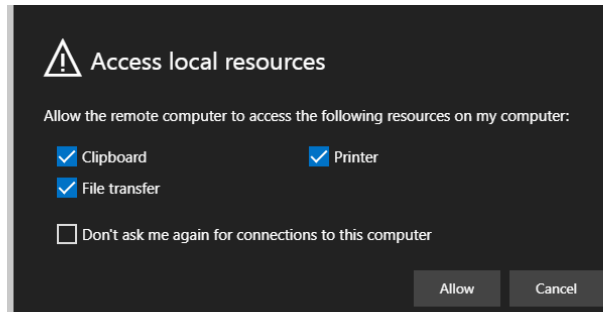 Access local resources
Allow the remote computer to access the following resources on my computer:
Clipboard Printer
File transfer
Don't ask me again for connections to this computer
Allow Cancel